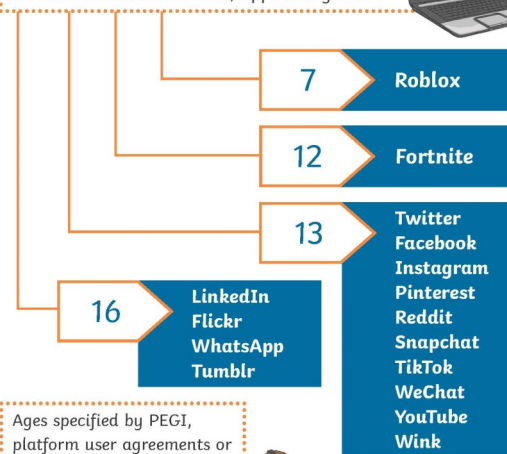 7
Roblox
12
Fortnite
13
Twitter
Facebook
Instagram
Pinterest
Reddit
Snapchat
TikTok
WeChat
YouTube
Wink
16
LinkedIn
Flickr
WhatsApp
Tumblr
Ages specified by PEGI,
platform user agreements or